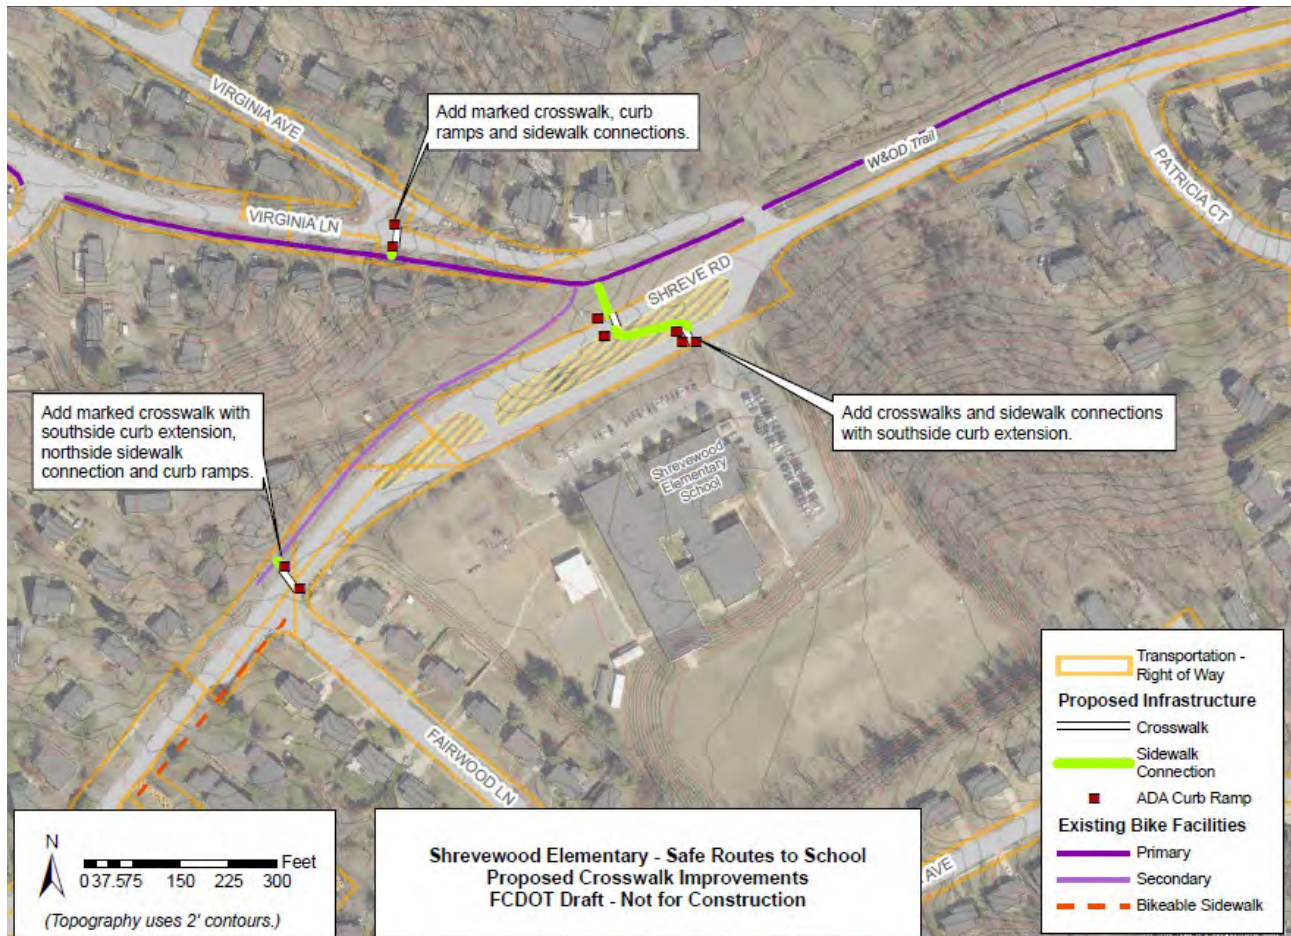 VIRGINIA AVE
Add marked crosswalk, curb
ramps and sidewalk connections.
W&OD Trail
PATRICIA CT
VIRGINIA LN
SHREVE RD
Add marked crosswalk with
southside curb extension,
northside sidewalk
connection and curb ramps.
Add crosswalks and sidewalk connections
with southside curb extension.
Shrevewood
Elementary
School
FAIRWOOD LN
AVE
Transportation -
Right of Way
Proposed Infrastructure
Crosswalk
Sidewalk
Connection
ADA Curb Ramp
Existing Bike Facilities
Primary
Secondary
Bikeable Sidewalk
N
Feet
0 37.5 75 150 225 300
(Topography uses 2' contours.)
Shrevewood Elementary - Safe Routes to School
Proposed Crosswalk Improvements
FCDOT Draft - Not for Construction